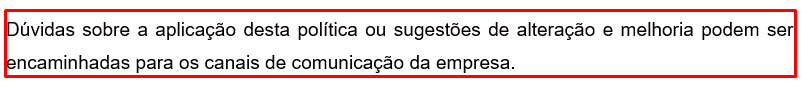 Dúvidas sobre a aplicação desta política ou sugestões de alteração e melhoria podem ser
encaminhadas para os canais de comunicação da empresa.